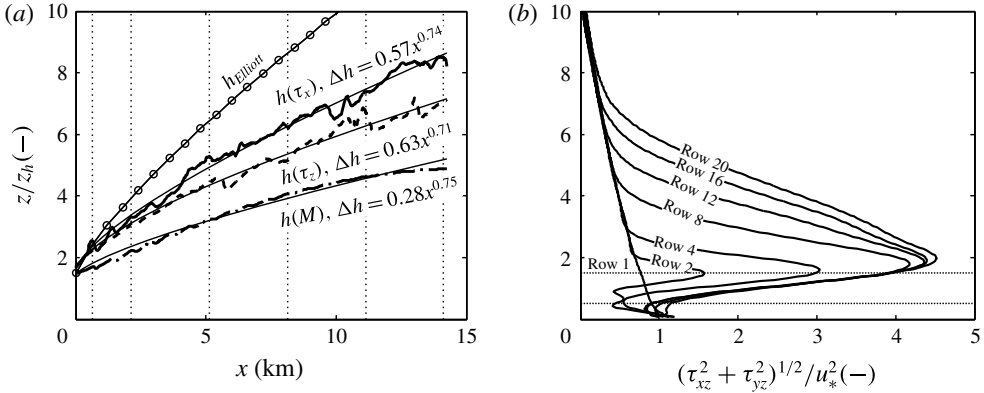 (a)
10
8
6
4
2
0
z/z_h(–)
h_Elliott
h(τ_x), Δh = 0.57x^0.74
h(τ_z), Δh = 0.63x^0.71
h(M), Δh = 0.28x^0.75
5
10
15
x (km)
(b)
10
8
6
4
2
0
Row 20
Row 16
Row 12
Row 8
Row 4
Row 2
Row 1
1
2
3
4
5
(τ_xz^2 + τ_yz^2)^1/2/u_*^2(–)